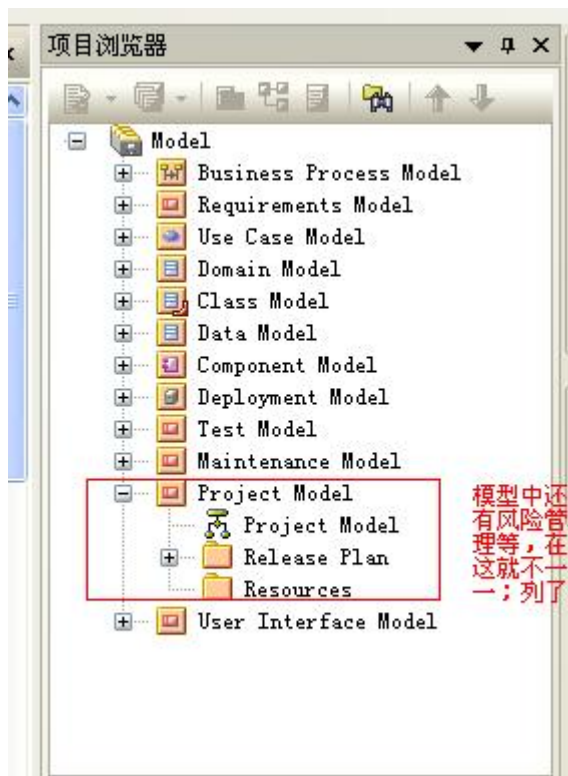 项目浏览器
Model
Business Process Model
Requirements Model
Use Case Model
Domain Model
Class Model
Data Model
Component Model
Deployment Model
Test Model
Maintenance Model
Project Model
Project Model
Release Plan
Resources
User Interface Model
模型中还
有风险管
理等，在
这就不一
一；列了